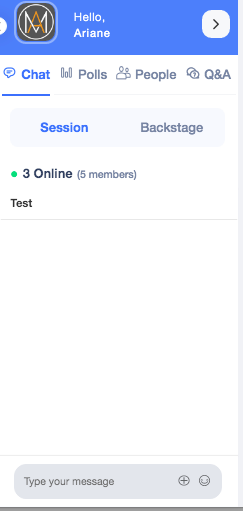 Hello,
Ariane
Chat Polls People Q&A
Session Backstage
3 Online (5 members)
Test
Type your message